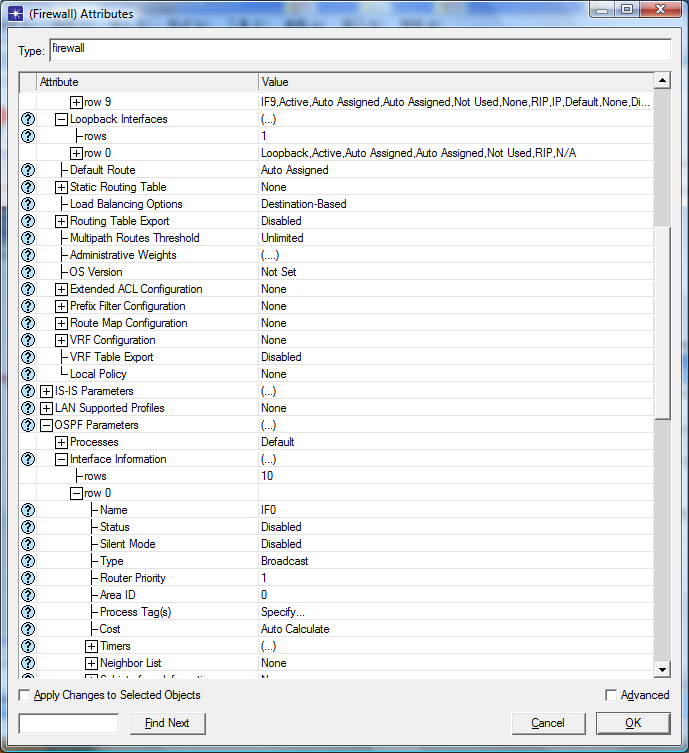 (Firewall) Attributes
Type: firewall
Attribute Value
row 9 IF9,Active,Auto Assigned,Auto Assigned,Not Used,None,RIP,IP,Default,None,Di...
Loopback Interfaces (...)
rows 1
row 0 Loopback,Active,Auto Assigned,Auto Assigned,Not Used,RIP,N/A
Default Route Auto Assigned
Static Routing Table None
Load Balancing Options Destination-Based
Routing Table Export Disabled
Multipath Routes Threshold Unlimited
Administrative Weights (....)
OS Version Not Set
Extended ACL Configuration None
Prefix Filter Configuration None
Route Map Configuration None
VRF Configuration None
VRF Table Export Disabled
Local Policy None
IS-IS Parameters (...)
LAN Supported Profiles None
OSPF Parameters (...)
Processes Default
Interface Information (...)
rows 10
row 0
Name IF0
Status Disabled
Silent Mode Disabled
Type Broadcast
Router Priority 1
Area ID 0
Process Tag(s) Specify...
Cost Auto Calculate
Timers (...)
Neighbor List None
Apply Changes to Selected Objects Advanced
Find Next Cancel OK